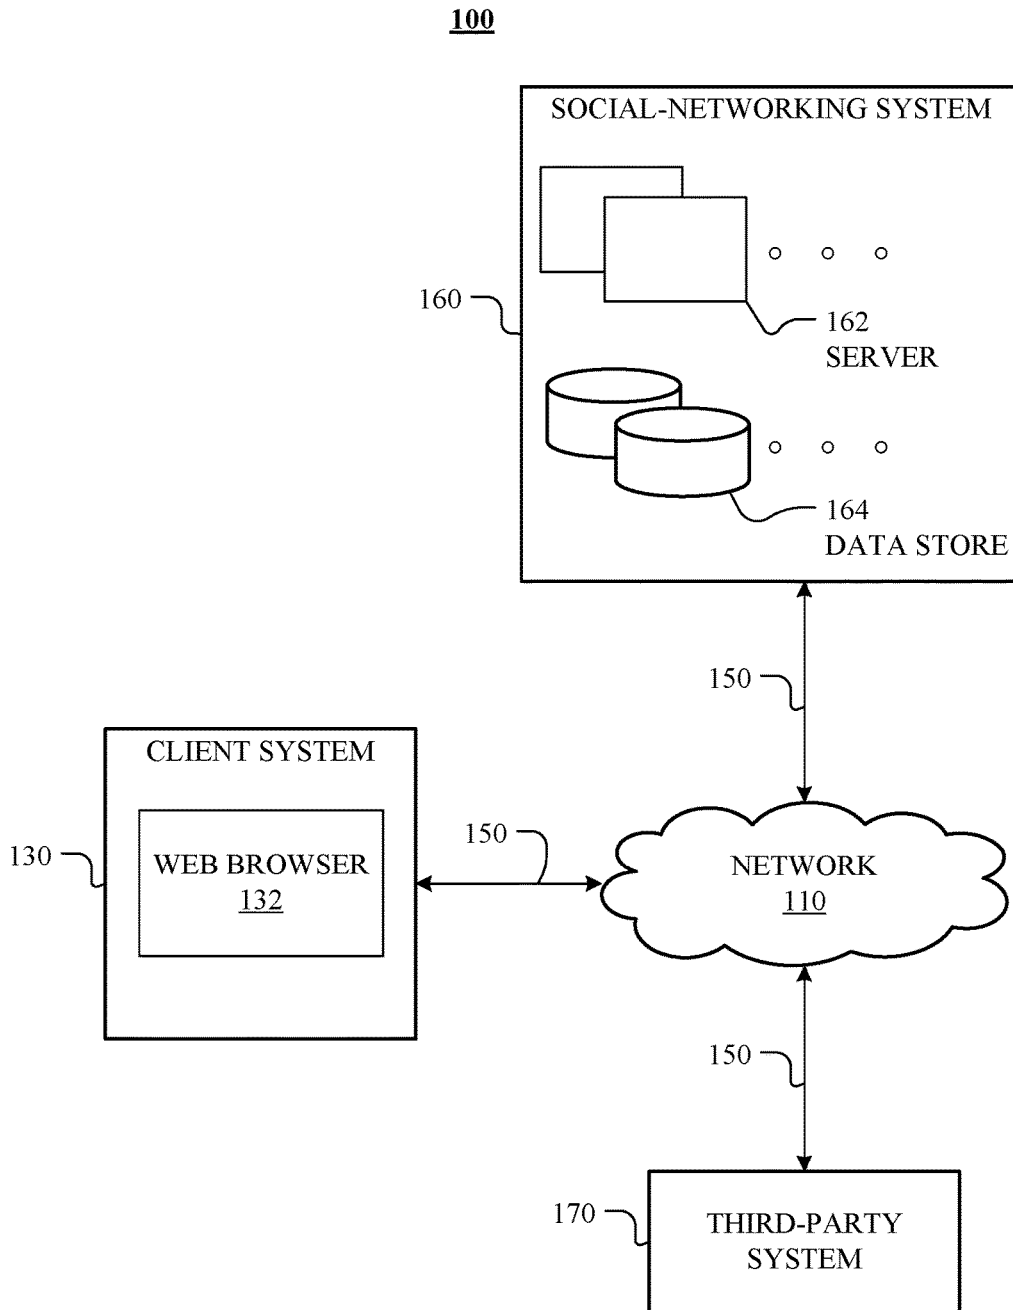 100
SOCIAL-NETWORKING SYSTEM
160
162
SERVER
164
DATA STORE
150
CLIENT SYSTEM
130
WEB BROWSER
132
150
NETWORK
110
150
170
THIRD-PARTY
SYSTEM